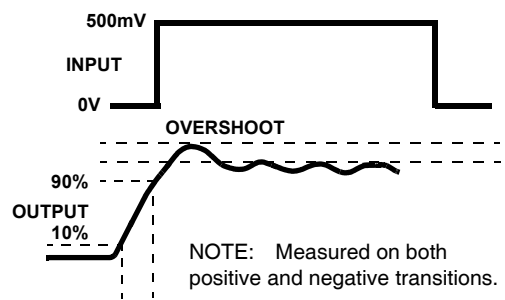 500mV
INPUT
0V
OVERSHOOT
90%
OUTPUT
10%
NOTE: Measured on both
positive and negative transitions.